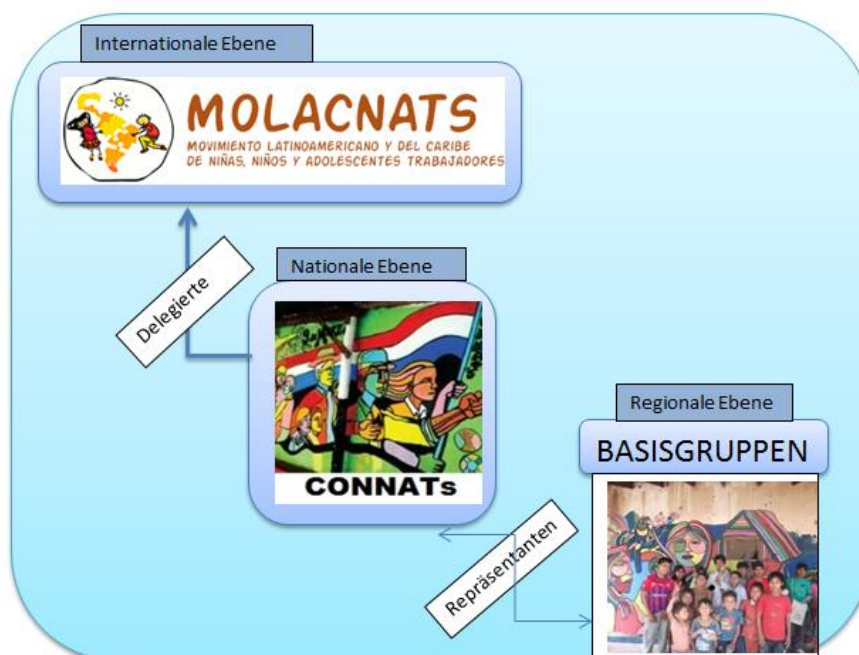 Internationale Ebene
MOLACNATS
MOVIMIENTO LATINOAMERICANO Y DEL CARIBE
DE NIÑAS, NIÑOS Y ADOLESCENTES TRABAJADORES
Delegierte
Nationale Ebene
CONNATs
Regionale Ebene
BASISGRUPPEN
Repräsentanten